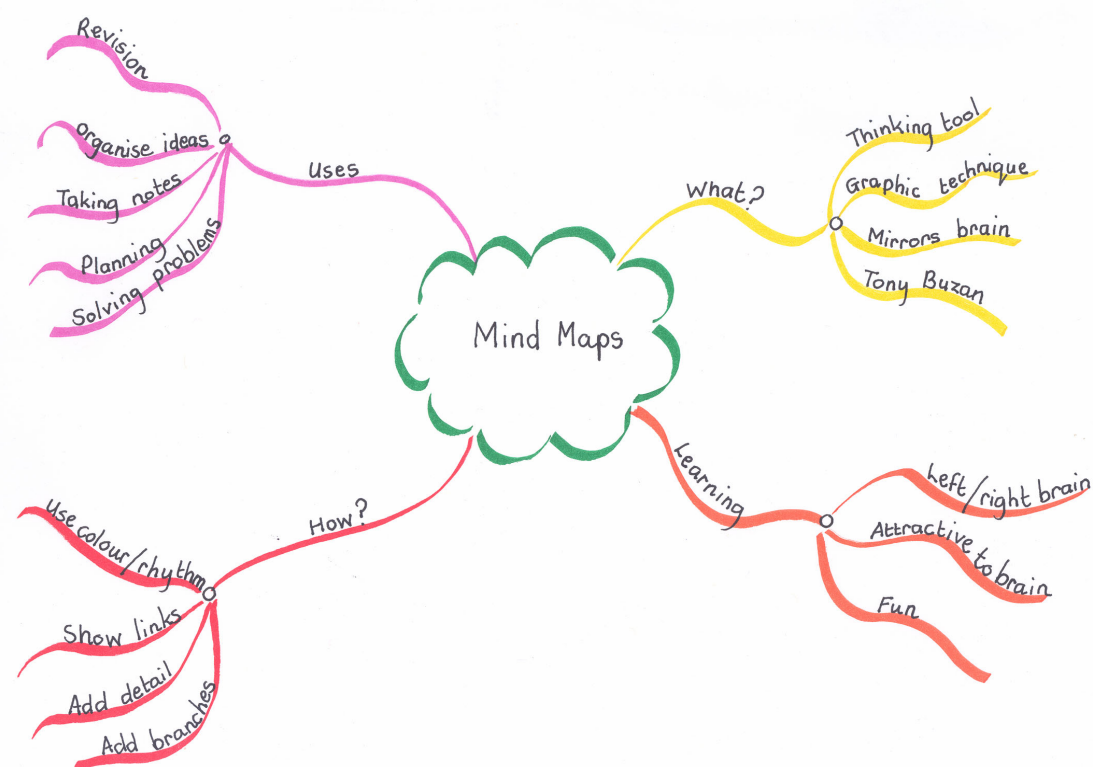 Mind Maps
What?
Thinking tool
Graphic technique
Mirrors brain
Tony Buzan
Learning
Left/right brain
Attractive to brain
Fun
How?
use colour/rhythm
Show links
Add detail
Add branches
Uses
Revision
organise ideas
Taking notes
Planning
Solving problems